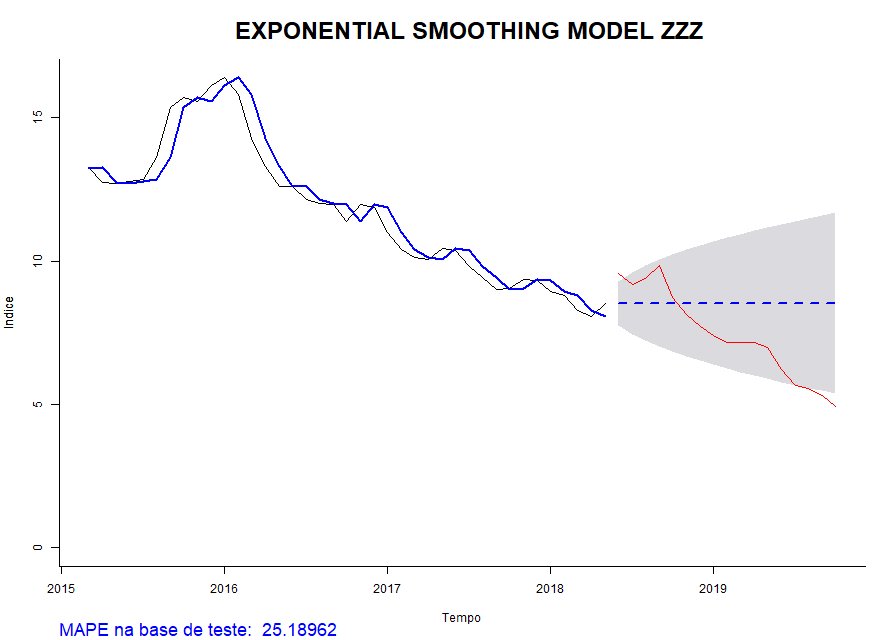 EXPONENTIAL SMOOTHING MODEL ZZZ
15
10
5
0
Indice
2015 2016 2017 2018 2019
Tempo
MAPE na base de teste: 25.18962